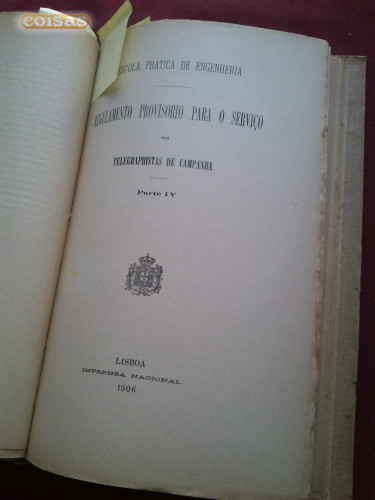 coisas
ESCOLA PRATICA DE ENGENHERIA
REGULAMENTO PROVISORIO PARA O SERVIÇO
DOS
TELEGRAPHISTAS DE CAMPANHA
Parte IV
LISBOA
IMPRENSA NACIONAL
1906